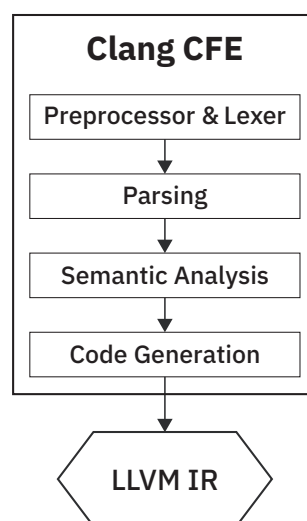 Clang CFE
Preprocessor & Lexer
Parsing
Semantic Analysis
Code Generation
LLVM IR